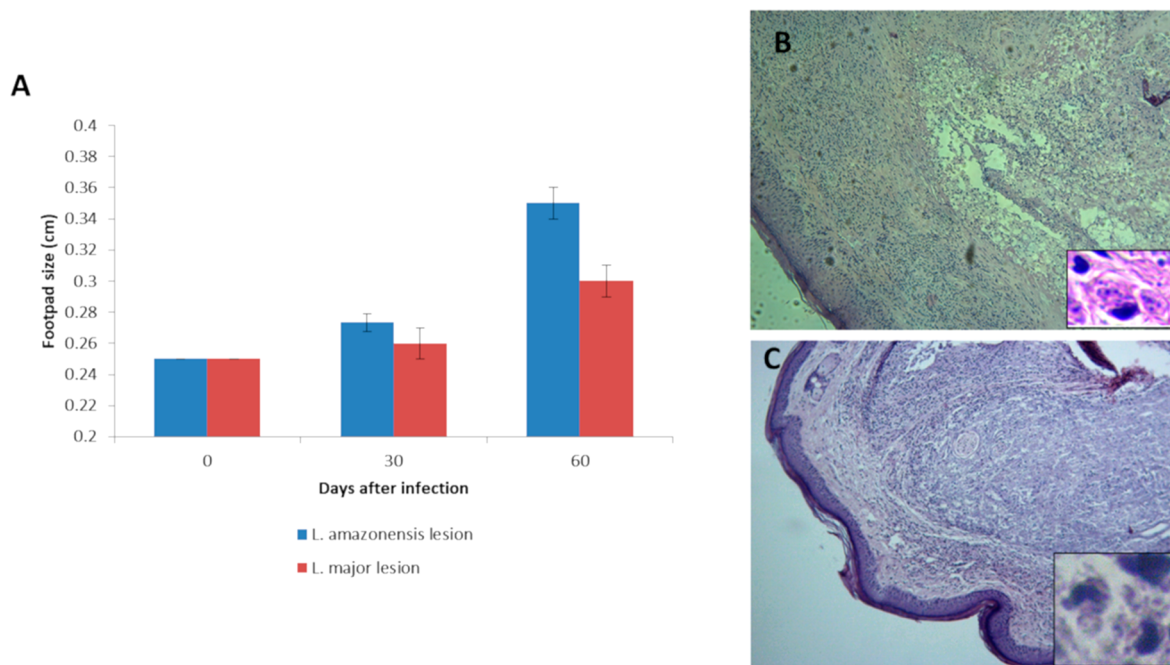 A
0.4
0.38
0.36
0.34
0.32
0.3
0.28
0.26
0.24
0.22
0.2
Footpad size (cm)
0
30
60
Days after infection
L. amazonensis lesion
L. major lesion
B
C